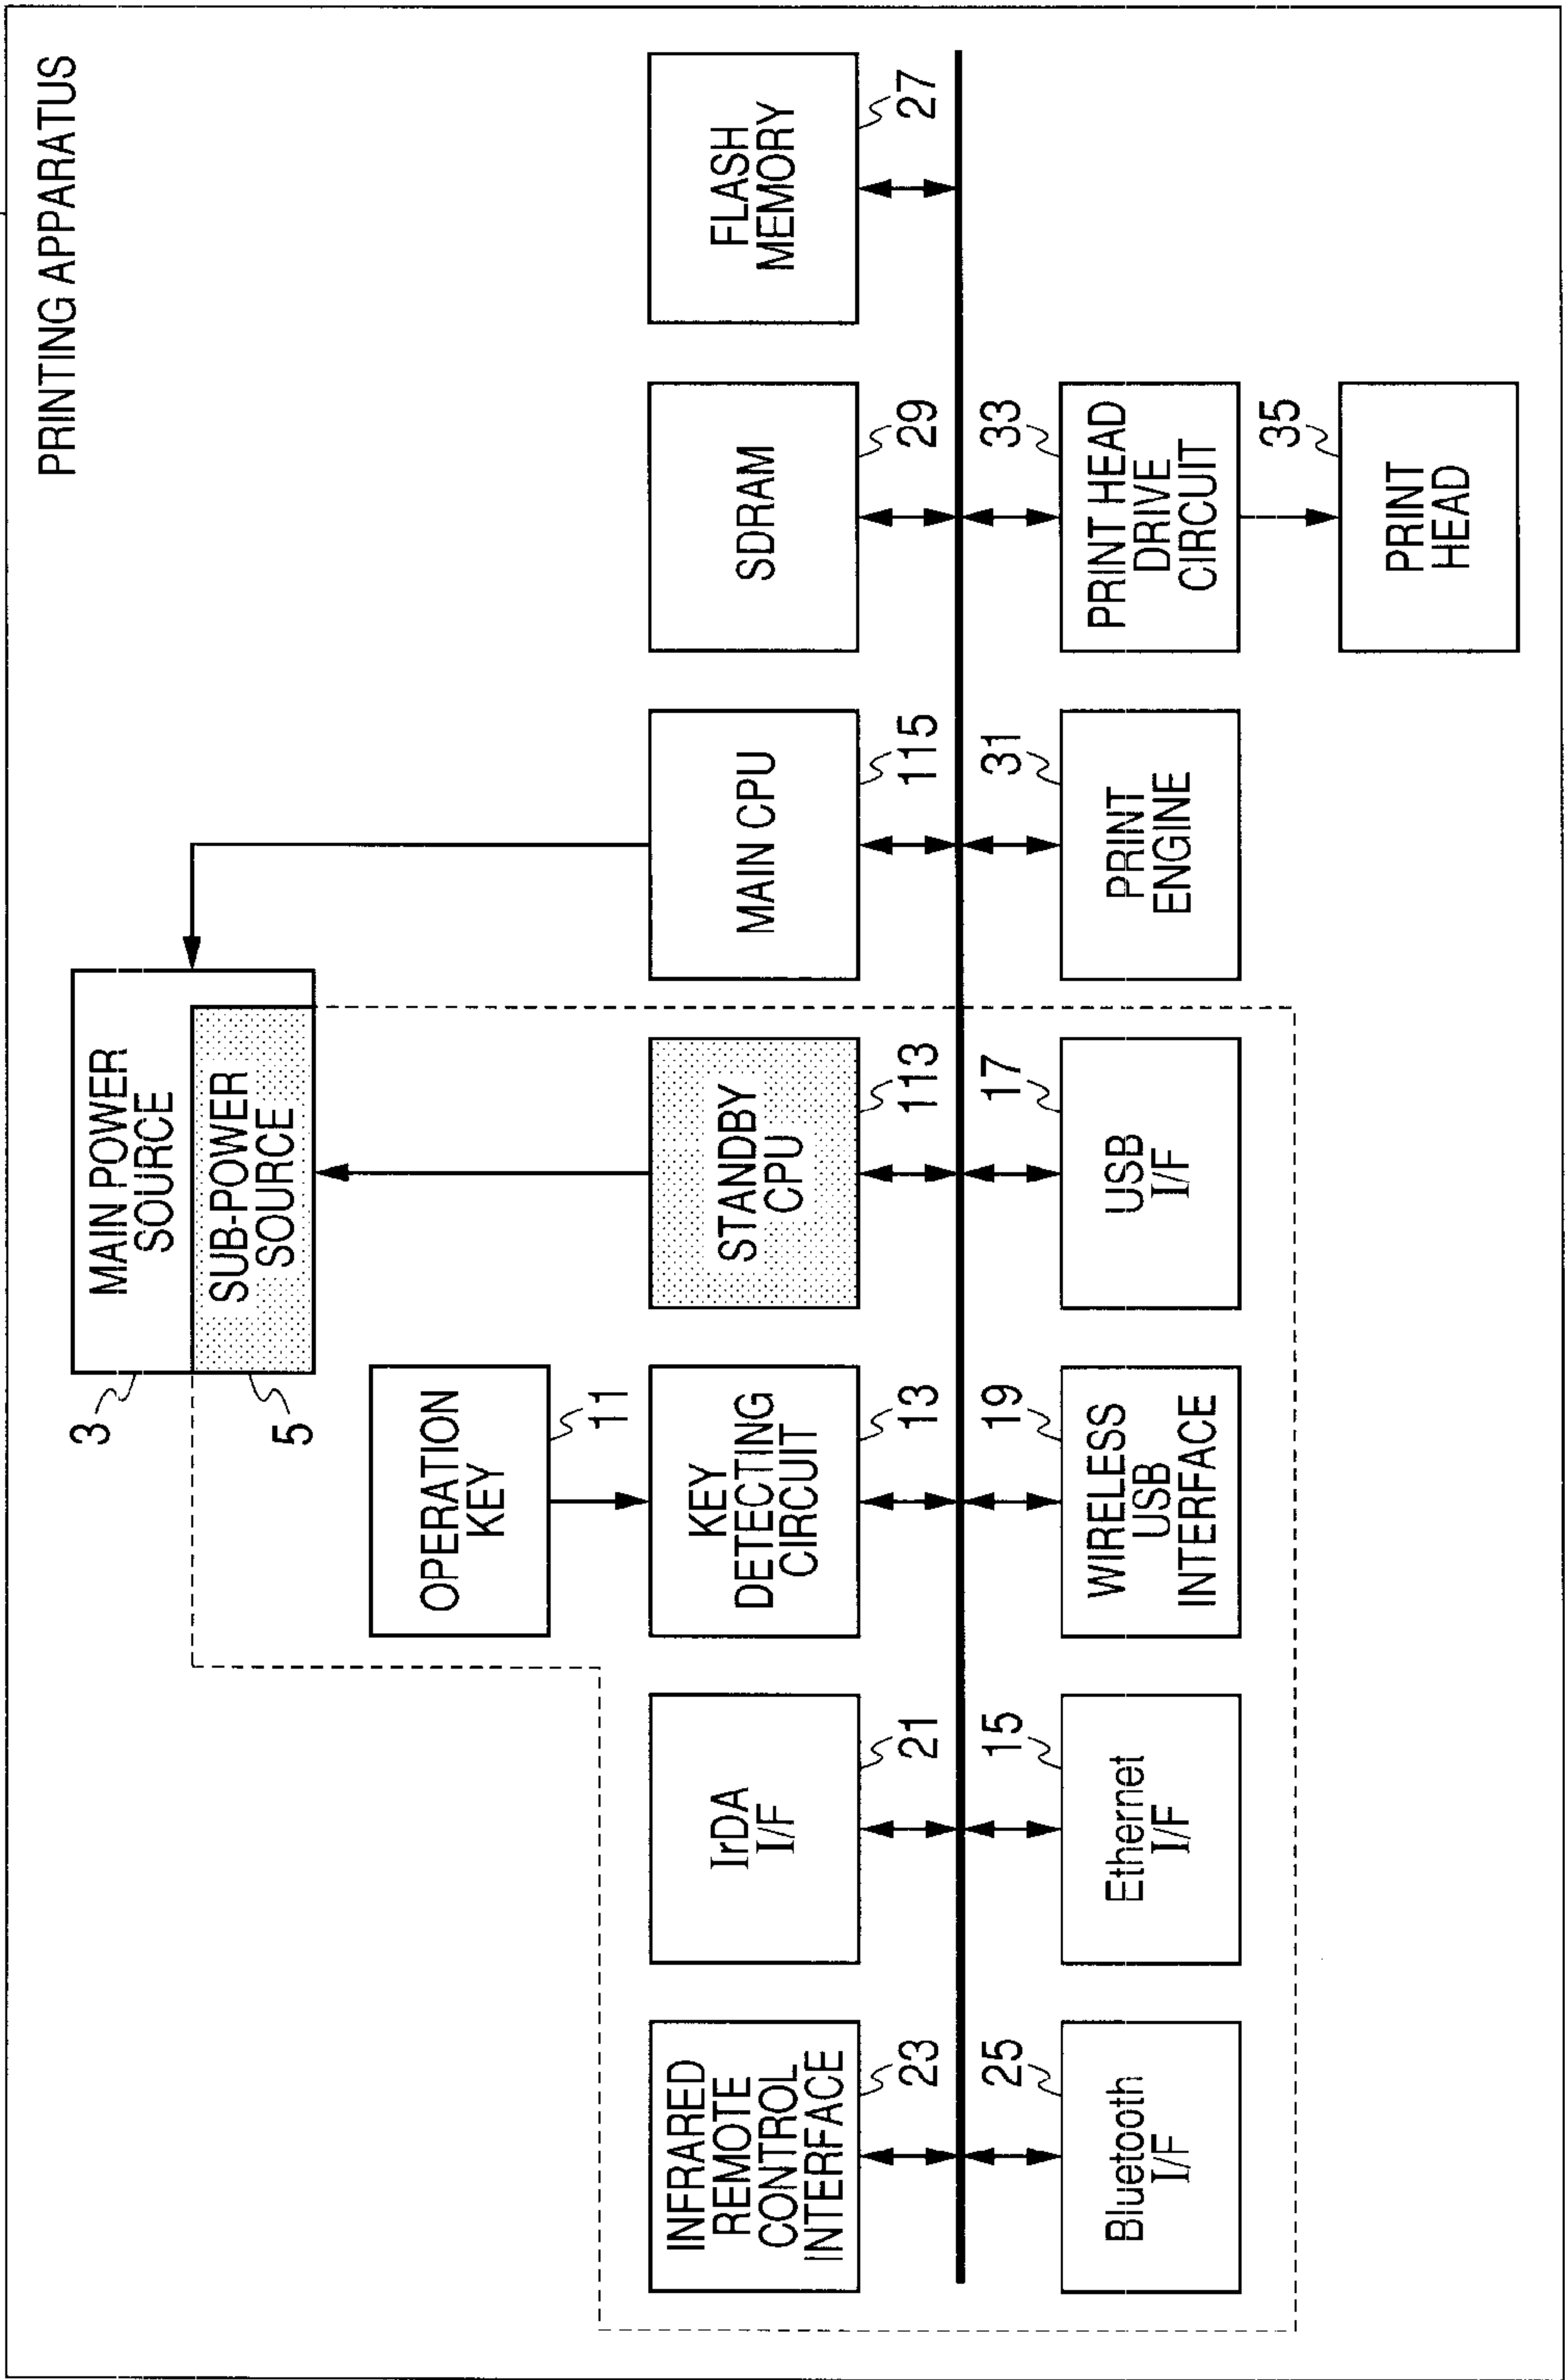 PRINTING APPARATUS
MAIN POWER
SOURCE
3
SUB-POWER
SOURCE
5
OPERATION
KEY
11
INFRARED
REMOTE
CONTROL
INTERFACE
23
IrDA
I/F
21
KEY
DETECTING
CIRCUIT
13
STANDBY
CPU
113
MAIN CPU
115
SDRAM
29
FLASH
MEMORY
27
25
Bluetooth
I/F
15
Ethernet
I/F
19
WIRELESS
USB
INTERFACE
17
USB
I/F
31
PRINT
ENGINE
33
PRINT HEAD
DRIVE
CIRCUIT
35
PRINT
HEAD